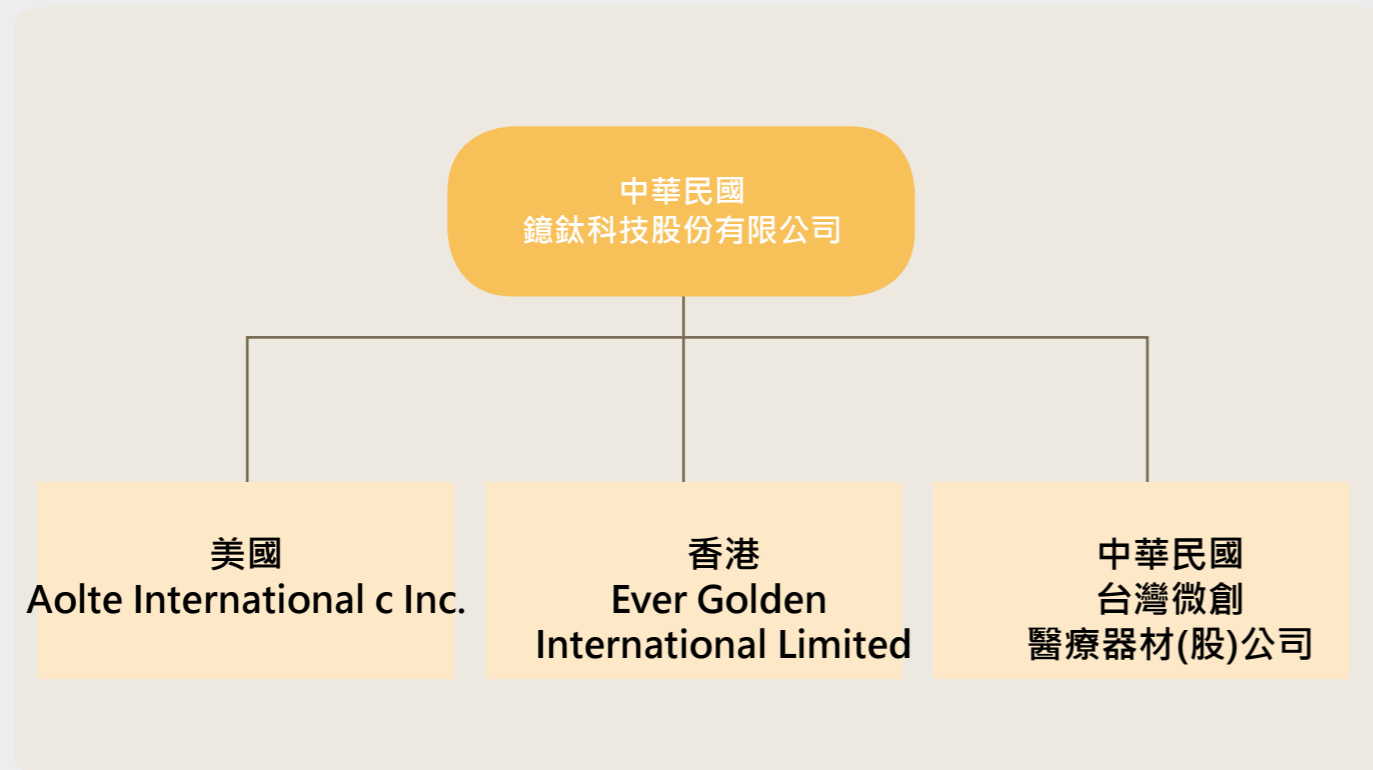 中華民國
鐿鈦科技股份有限公司
美國
Aolte International c Inc.
香港
Ever Golden
International Limited
中華民國
台灣微創
醫療器材(股)公司